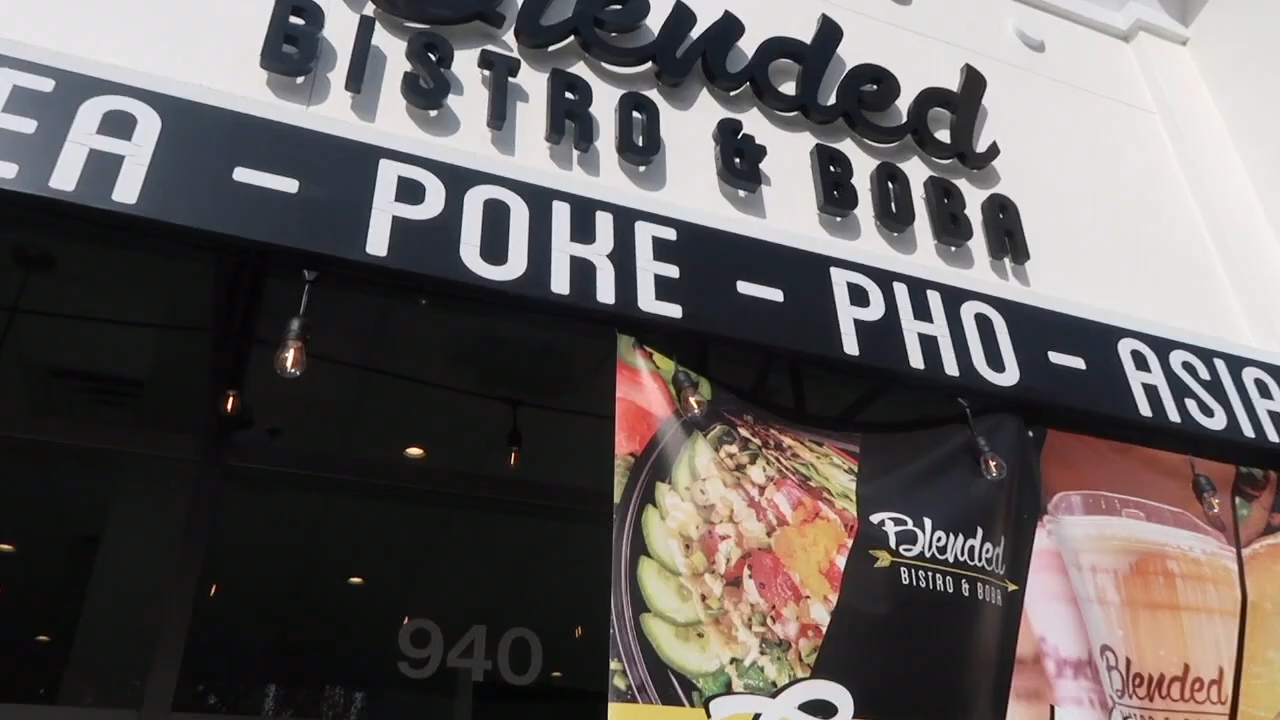 Blended
BISTRO & BOBA
EA - POKE - PHO - ASIA
Blended
BISTRO & BOBA
940
Blended